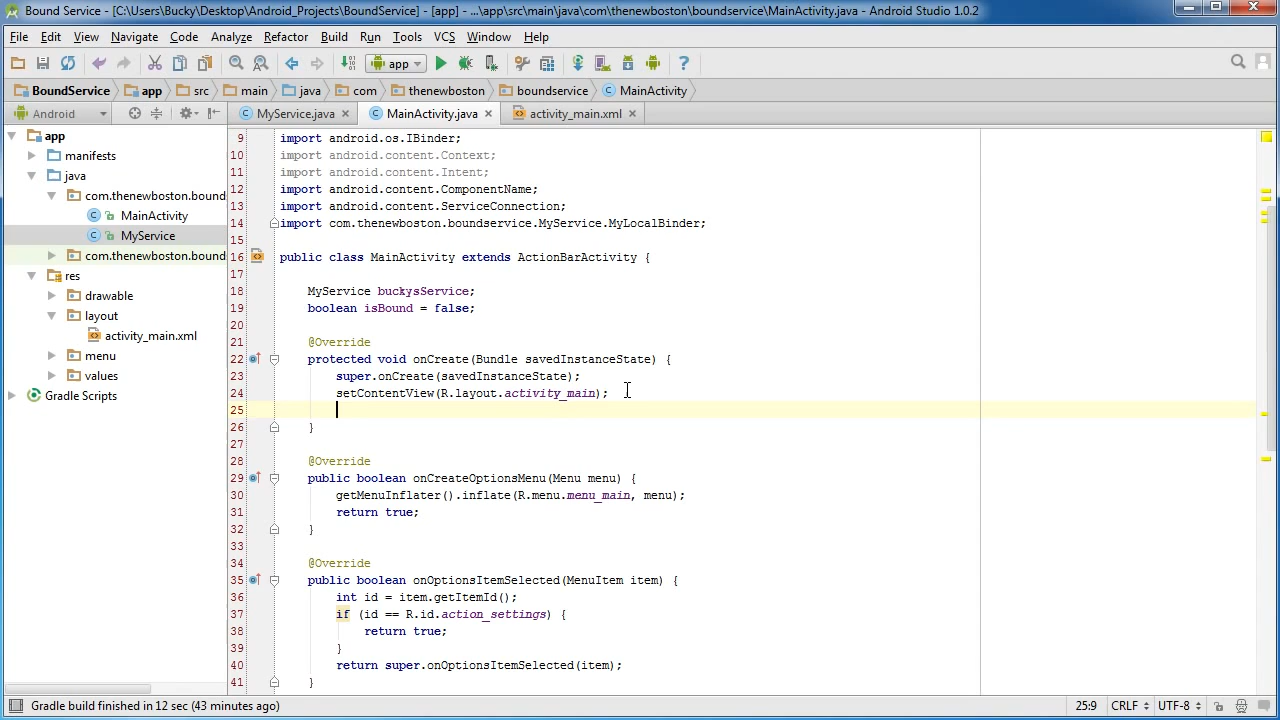 Bound Service - [C:\Users\Bucky\Desktop\Android_Projects\BoundService] - [app] - ...\app\src\main\java\com\thenewboston\boundservice\MainActivity.java - Android Studio 1.0.2
File Edit View Navigate Code Analyze Refactor Build Run Tools VCS Window Help
app
BoundService app src main java com thenewboston boundservice MainActivity
Android MyService.java MainActivity.java activity_main.xml
app
manifests
java
com.thenewboston.bound
MainActivity
MyService
com.thenewboston.bound
res
drawable
layout
activity_main.xml
menu
values
Gradle Scripts
9 import android.os.IBinder;
10 import android.content.Context;
11 import android.content.Intent;
12 import android.content.ComponentName;
13 import android.content.ServiceConnection;
14 import com.thenewboston.boundservice.MyService.MyLocalBinder;
15
16 public class MainActivity extends ActionBarActivity {
17
18 MyService buckysService;
19 boolean isBound = false;
20
21 @Override
22 protected void onCreate(Bundle savedInstanceState) {
23 super.onCreate(savedInstanceState);
24 setContentView(R.layout.activity_main);
25
26 }
27
28 @Override
29 public boolean onCreateOptionsMenu(Menu menu) {
30 getMenuInflater().inflate(R.menu.menu_main, menu);
31 return true;
32 }
33
34 @Override
35 public boolean onOptionsItemSelected(MenuItem item) {
36 int id = item.getItemId();
37 if (id == R.id.action_settings) {
38 return true;
39 }
40 return super.onOptionsItemSelected(item);
41 }
Gradle build finished in 12 sec (43 minutes ago) 25:9 CRLF UTF-8